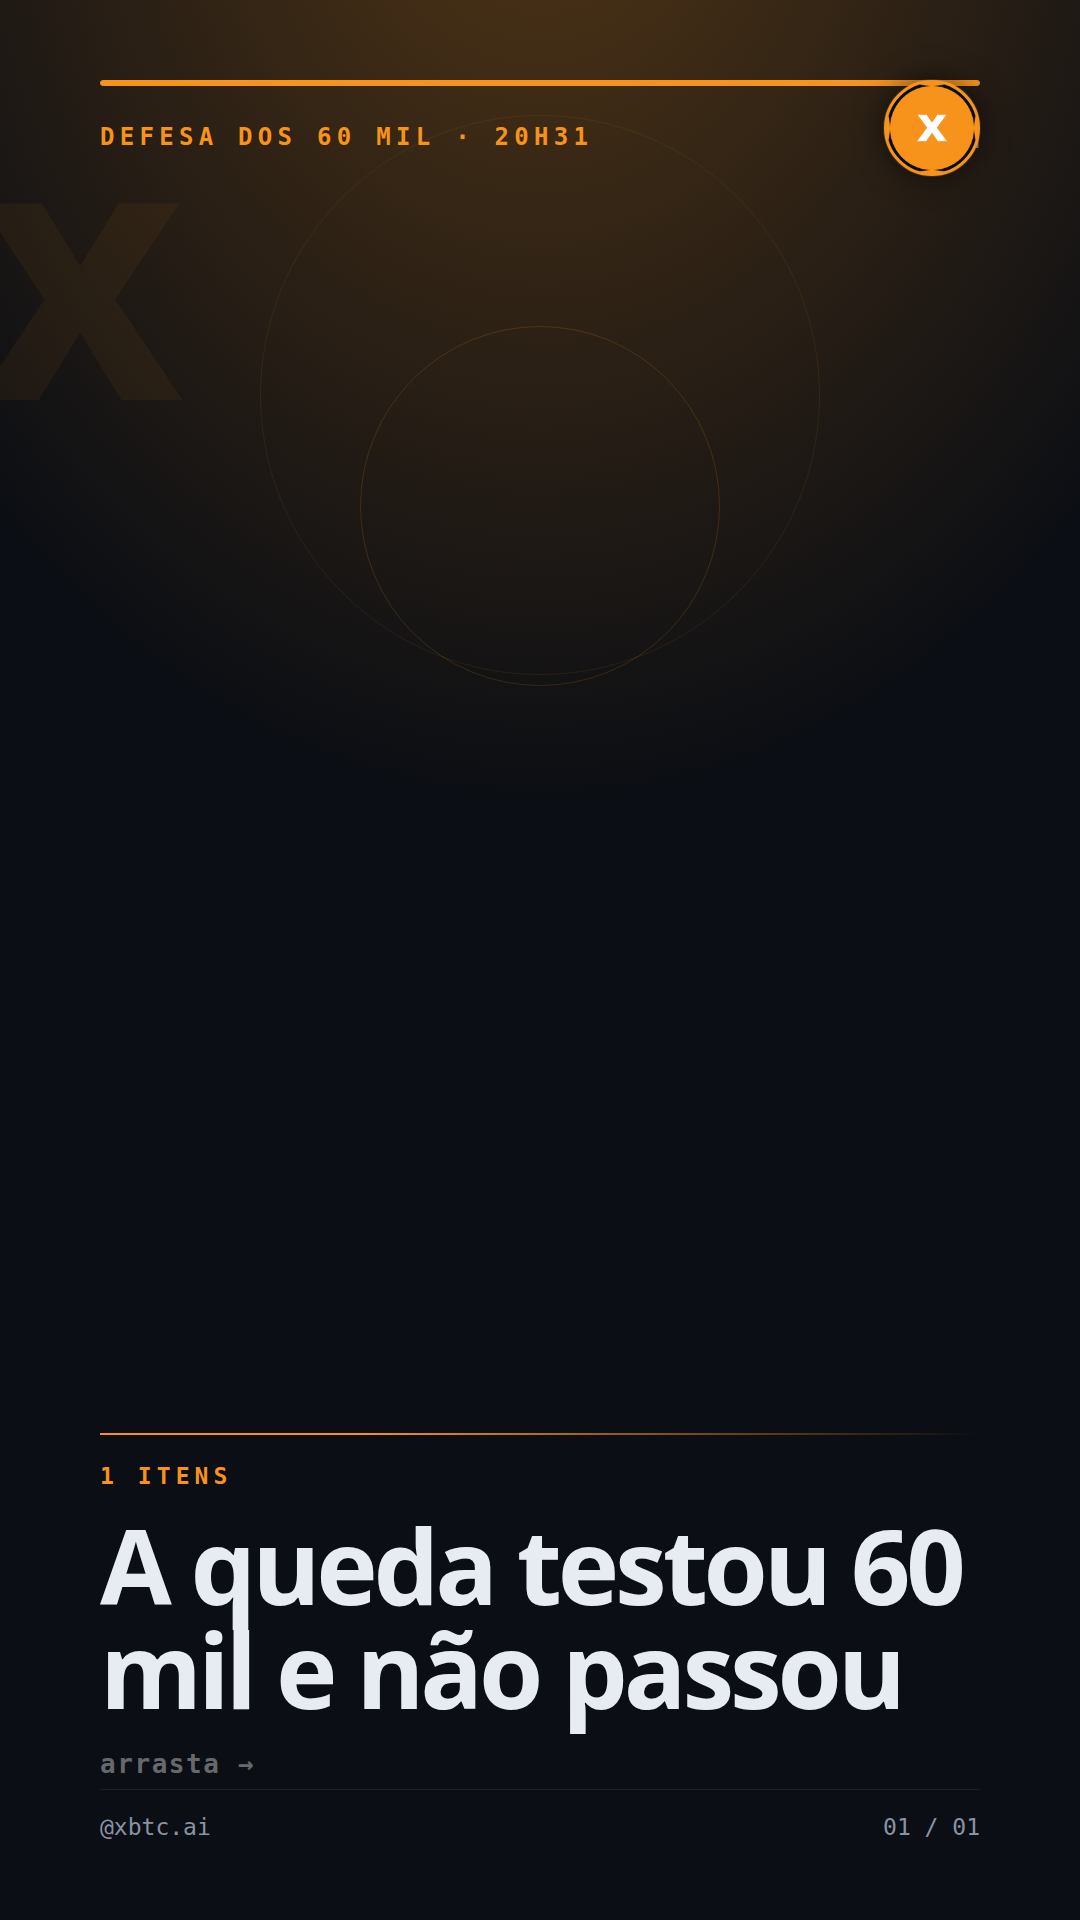 DEFESA DOS 60 MIL · 20H31
X
X
1 ITENS
A queda testou 60
mil e não passou
arrasta →
@xbtc.ai
01 / 01